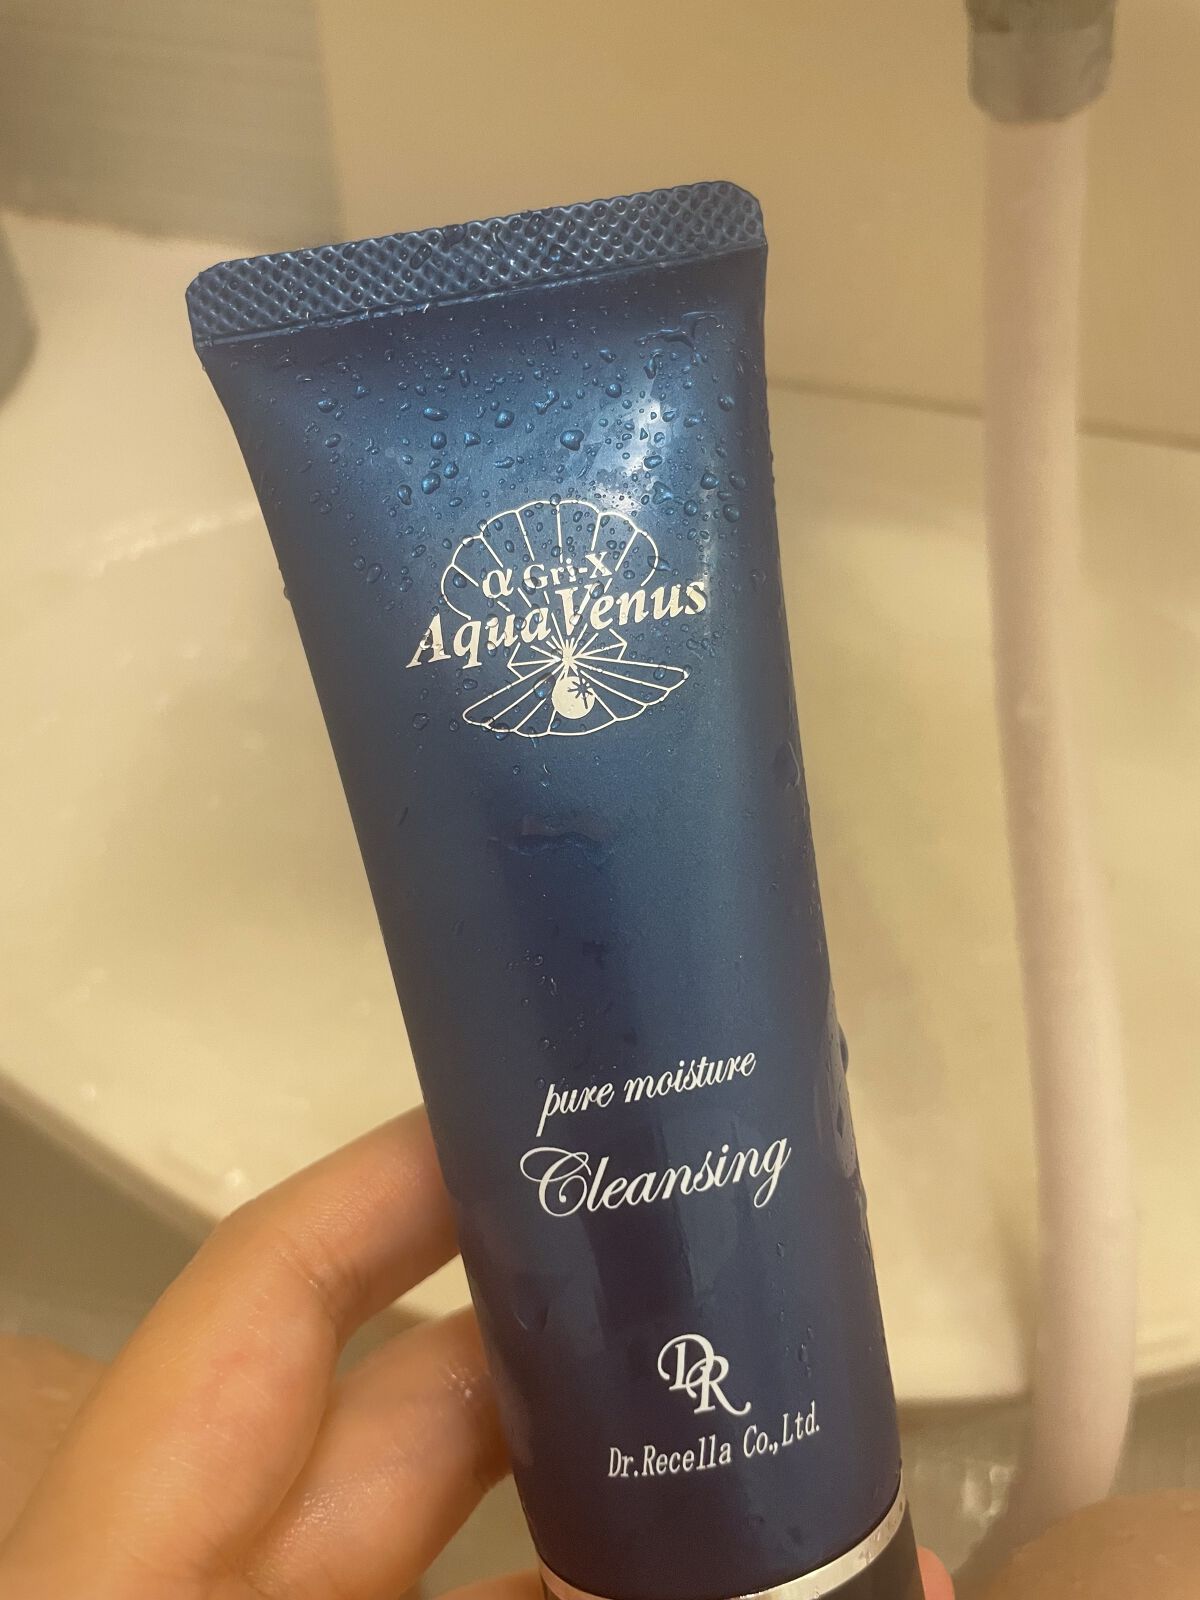 α Gri-X
Aqua Venus
pure moisture
Cleansing
DR
Dr.Recella Co.,Ltd.